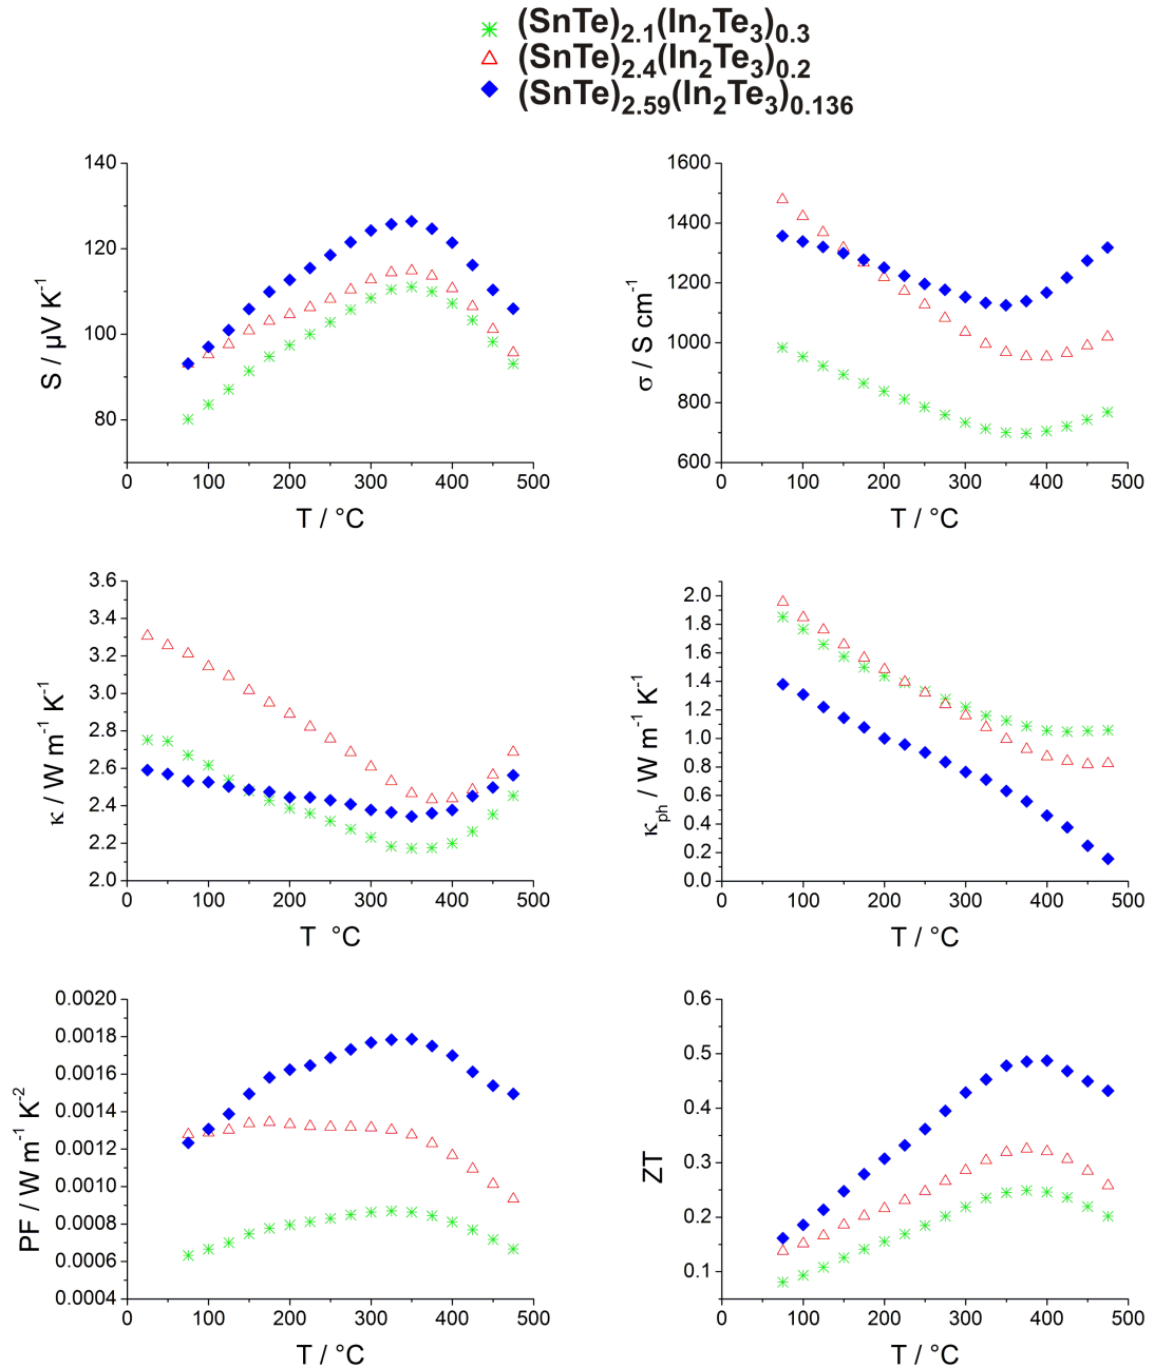 (SnTe)2.1(In2Te3)0.3
(SnTe)2.4(In2Te3)0.2
(SnTe)2.59(In2Te3)0.136
140
120
100
80
S / µV K-1
0 100 200 300 400 500
T / °C
1600
1400
1200
1000
800
600
σ / S cm-1
0 100 200 300 400 500
T / °C
3.6
3.4
3.2
3.0
2.8
2.6
2.4
2.2
2.0
κ / W m-1 K-1
0 100 200 300 400 500
T °C
2.0
1.8
1.6
1.4
1.2
1.0
0.8
0.6
0.4
0.2
0.0
κph / W m-1 K-1
0 100 200 300 400 500
T / °C
0.0020
0.0018
0.0016
0.0014
0.0012
0.0010
0.0008
0.0006
0.0004
PF / W m-1 K-2
0 100 200 300 400 500
T / °C
0.6
0.5
0.4
0.3
0.2
0.1
ZT
0 100 200 300 400 500
T / °C